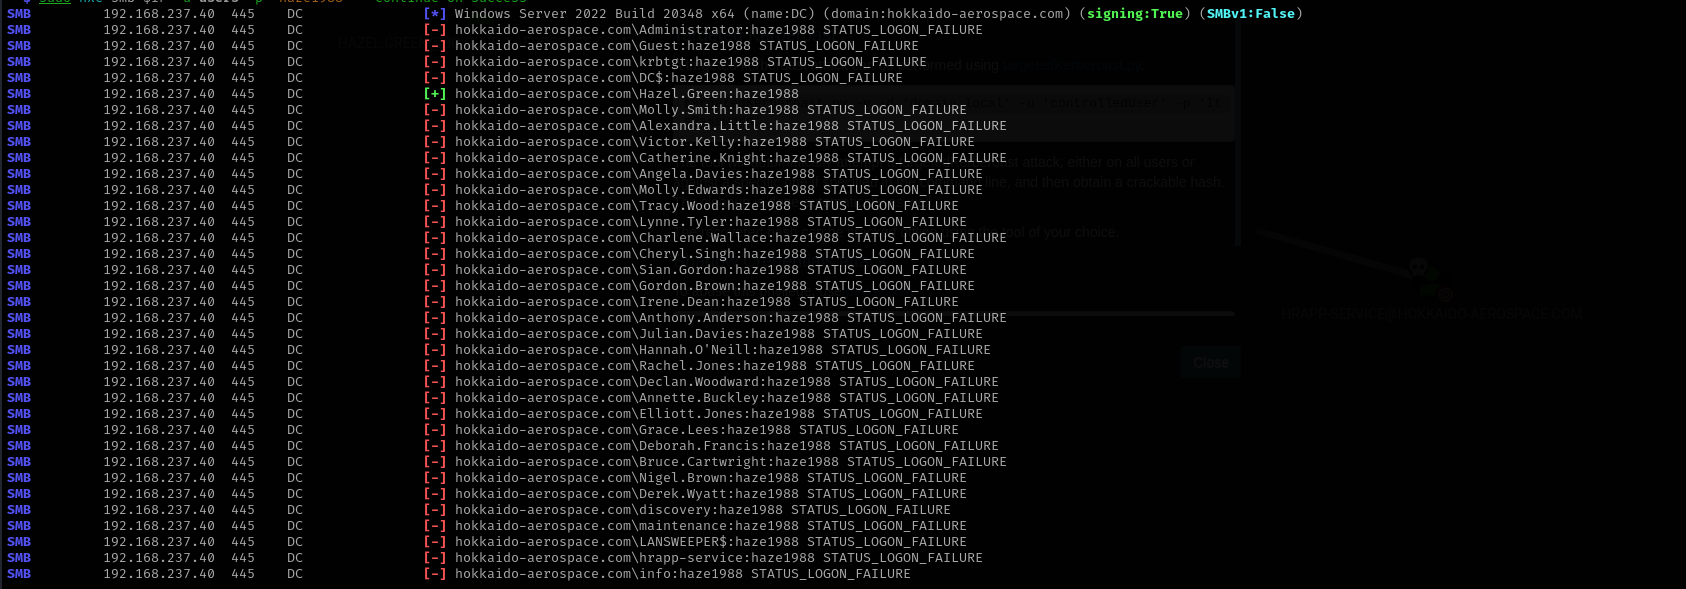 SMB 192.168.237.40 445 DC [*] Windows Server 2022 Build 20348 x64 (name:DC) (domain:hokkaido-aerospace.com) (signing:True) (SMBv1:False)
SMB 192.168.237.40 445 DC [-] hokkaido-aerospace.com\Administrator:haze1988 STATUS_LOGON_FAILURE
SMB 192.168.237.40 445 DC [-] hokkaido-aerospace.com\Guest:haze1988 STATUS_LOGON_FAILURE
SMB 192.168.237.40 445 DC [-] hokkaido-aerospace.com\krbtgt:haze1988 STATUS_LOGON_FAILURE
SMB 192.168.237.40 445 DC [-] hokkaido-aerospace.com\DC$:haze1988 STATUS_LOGON_FAILURE
SMB 192.168.237.40 445 DC [+] hokkaido-aerospace.com\Hazel.Green:haze1988
SMB 192.168.237.40 445 DC [-] hokkaido-aerospace.com\Molly.Smith:haze1988 STATUS_LOGON_FAILURE
SMB 192.168.237.40 445 DC [-] hokkaido-aerospace.com\Alexandra.Little:haze1988 STATUS_LOGON_FAILURE
SMB 192.168.237.40 445 DC [-] hokkaido-aerospace.com\Victor.Kelly:haze1988 STATUS_LOGON_FAILURE
SMB 192.168.237.40 445 DC [-] hokkaido-aerospace.com\Catherine.Knight:haze1988 STATUS_LOGON_FAILURE
SMB 192.168.237.40 445 DC [-] hokkaido-aerospace.com\Angela.Davies:haze1988 STATUS_LOGON_FAILURE
SMB 192.168.237.40 445 DC [-] hokkaido-aerospace.com\Molly.Edwards:haze1988 STATUS_LOGON_FAILURE
SMB 192.168.237.40 445 DC [-] hokkaido-aerospace.com\Tracy.Wood:haze1988 STATUS_LOGON_FAILURE
SMB 192.168.237.40 445 DC [-] hokkaido-aerospace.com\Lynne.Tyler:haze1988 STATUS_LOGON_FAILURE
SMB 192.168.237.40 445 DC [-] hokkaido-aerospace.com\Charlene.Wallace:haze1988 STATUS_LOGON_FAILURE
SMB 192.168.237.40 445 DC [-] hokkaido-aerospace.com\Cheryl.Singh:haze1988 STATUS_LOGON_FAILURE
SMB 192.168.237.40 445 DC [-] hokkaido-aerospace.com\Sian.Gordon:haze1988 STATUS_LOGON_FAILURE
SMB 192.168.237.40 445 DC [-] hokkaido-aerospace.com\Gordon.Brown:haze1988 STATUS_LOGON_FAILURE
SMB 192.168.237.40 445 DC [-] hokkaido-aerospace.com\Irene.Dean:haze1988 STATUS_LOGON_FAILURE
SMB 192.168.237.40 445 DC [-] hokkaido-aerospace.com\Anthony.Anderson:haze1988 STATUS_LOGON_FAILURE
SMB 192.168.237.40 445 DC [-] hokkaido-aerospace.com\Julian.Davies:haze1988 STATUS_LOGON_FAILURE
SMB 192.168.237.40 445 DC [-] hokkaido-aerospace.com\Hannah.O'Neill:haze1988 STATUS_LOGON_FAILURE
SMB 192.168.237.40 445 DC [-] hokkaido-aerospace.com\Rachel.Jones:haze1988 STATUS_LOGON_FAILURE
SMB 192.168.237.40 445 DC [-] hokkaido-aerospace.com\Declan.Woodward:haze1988 STATUS_LOGON_FAILURE
SMB 192.168.237.40 445 DC [-] hokkaido-aerospace.com\Annette.Buckley:haze1988 STATUS_LOGON_FAILURE
SMB 192.168.237.40 445 DC [-] hokkaido-aerospace.com\Elliott.Jones:haze1988 STATUS_LOGON_FAILURE
SMB 192.168.237.40 445 DC [-] hokkaido-aerospace.com\Grace.Lees:haze1988 STATUS_LOGON_FAILURE
SMB 192.168.237.40 445 DC [-] hokkaido-aerospace.com\Deborah.Francis:haze1988 STATUS_LOGON_FAILURE
SMB 192.168.237.40 445 DC [-] hokkaido-aerospace.com\Bruce.Cartwright:haze1988 STATUS_LOGON_FAILURE
SMB 192.168.237.40 445 DC [-] hokkaido-aerospace.com\Nigel.Brown:haze1988 STATUS_LOGON_FAILURE
SMB 192.168.237.40 445 DC [-] hokkaido-aerospace.com\Derek.Wyatt:haze1988 STATUS_LOGON_FAILURE
SMB 192.168.237.40 445 DC [-] hokkaido-aerospace.com\discovery:haze1988 STATUS_LOGON_FAILURE
SMB 192.168.237.40 445 DC [-] hokkaido-aerospace.com\maintenance:haze1988 STATUS_LOGON_FAILURE
SMB 192.168.237.40 445 DC [-] hokkaido-aerospace.com\LANSWEEPER$:haze1988 STATUS_LOGON_FAILURE
SMB 192.168.237.40 445 DC [-] hokkaido-aerospace.com\hrapp-service:haze1988 STATUS_LOGON_FAILURE
SMB 192.168.237.40 445 DC [-] hokkaido-aerospace.com\info:haze1988 STATUS_LOGON_FAILURE
Close